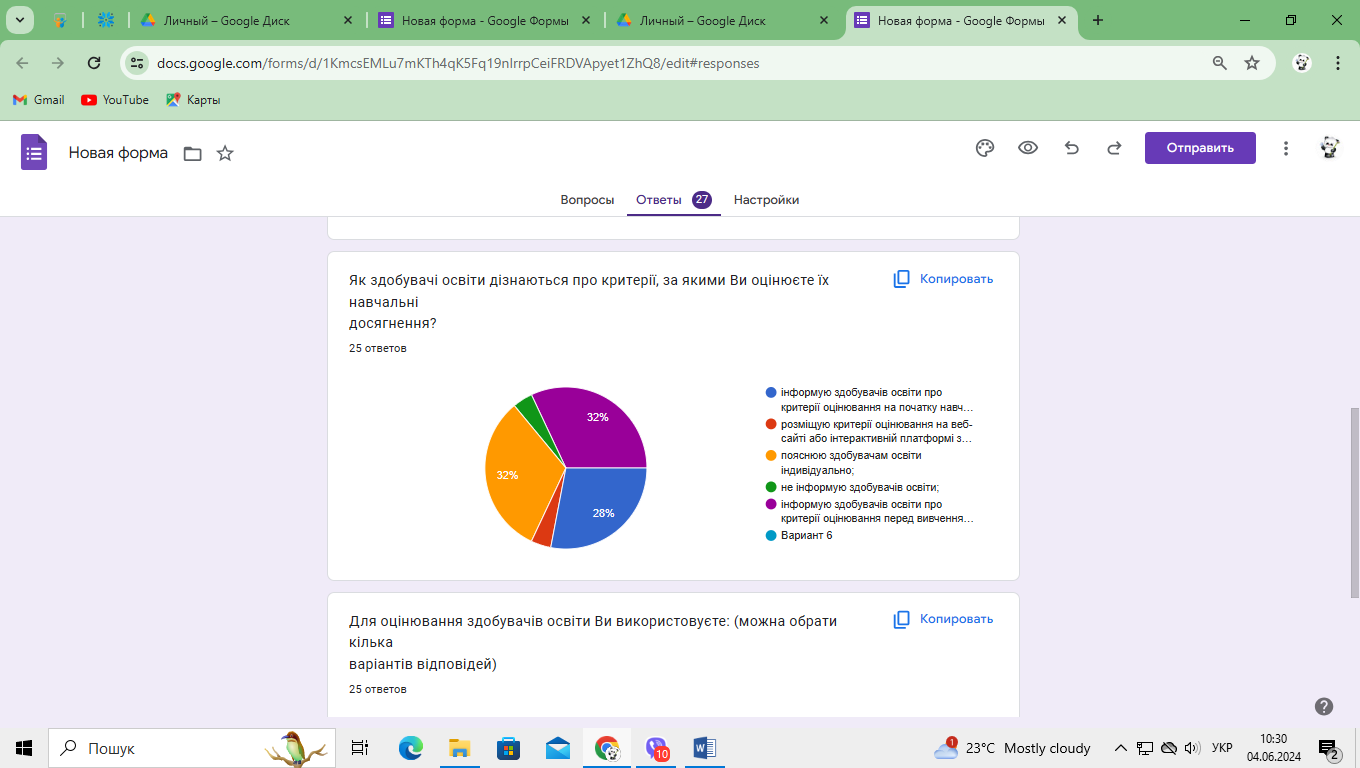 Личный – Google Диск
Новая форма - Google Формы
Личный – Google Диск
Новая форма - Google Формы
docs.google.com/forms/d/1KmcsEMLu7mKTh4qK5Fq19nIrrpCeiFRDVApyet1ZhQ8/edit#responses
Gmail
YouTube
Карты
Новая форма
Отправить
Вопросы
Ответы 27
Настройки
Як здобувачі освіти дізнаються про критерії, за якими Ви оцінюєте їх
навчальні
досягнення?
Копировать
25 ответов
32%
32%
28%
інформую здобувачів освіти про
критерії оцінювання на початку навч…
розміщую критерії оцінювання на веб-
сайті або інтерактивній платформі з…
пояснюю здобувачам освіти
індивідуально;
не інформую здобувачів освіти;
інформую здобувачів освіти про
критерії оцінювання перед вивчення…
Вариант 6
Для оцінювання здобувачів освіти Ви використовуєте: (можна обрати
кілька
варіантів відповідей)
Копировать
25 ответов
Пошук
10
1
23°C Mostly cloudy
УКР
10:30
04.06.2024
2